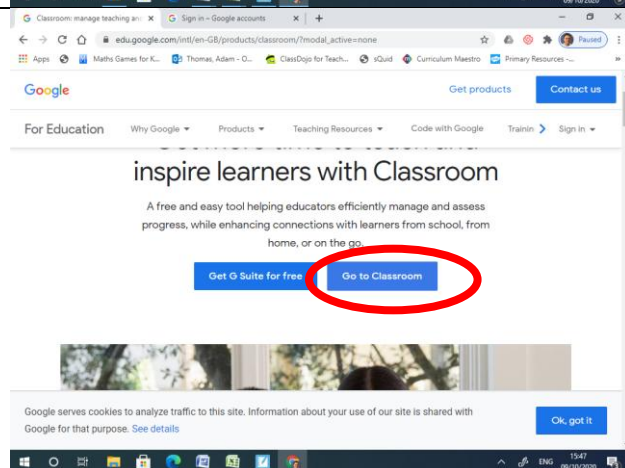 09/10/2020
Classroom: manage teaching an
Sign in – Google accounts
edu.google.com/intl/en-GB/products/classroom/?modal_active=none
Paused
Apps
Maths Games for K...
Thomas, Adam - O...
ClassDojo for Teach...
sQuid
Curriculum Maestro
Primary Resources -...
Google
Get products
Contact us
For Education
Why Google
Products
Teaching Resources
Code with Google
Trainin
Sign in
inspire learners with Classroom
A free and easy tool helping educators efficiently manage and assess
progress, while enhancing connections with learners from school, from
home, or on the go.
Get G Suite for free
Go to Classroom
Google serves cookies to analyze traffic to this site. Information about your use of our site is shared with
Google for that purpose. See details
Ok, got it
ENG
15:47
09/10/2020